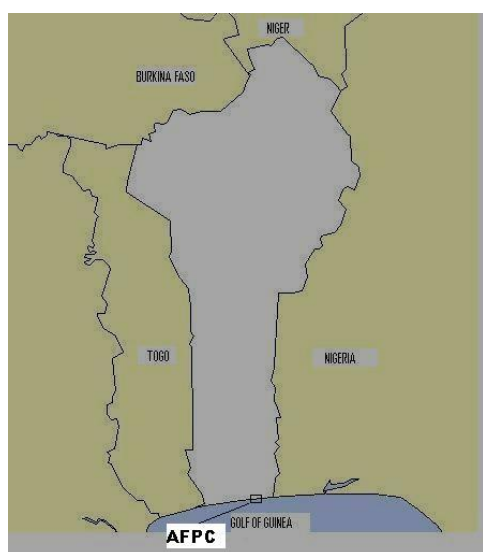 NIGER
BURKINA FASO
TOGO
NIGERIA
GOLF OF GUINEA
AFPC